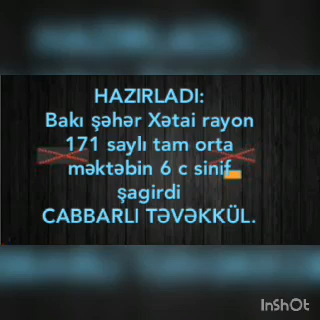 HAZIRLADI:
Bakı şəhər Xətai rayon
171 saylı tam orta
məktəbin 6 c sinif
şagirdi
CABBARLI TƏVƏKKÜL.
InShOt